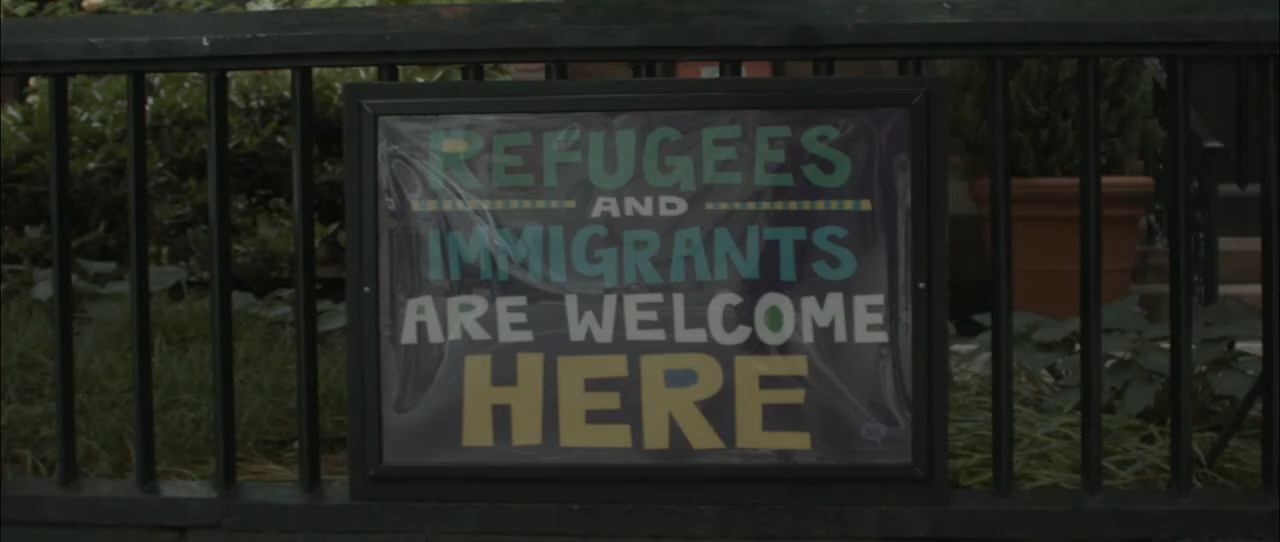 REFUGEES
AND
IMMIGRANTS
ARE WELCOME
HERE